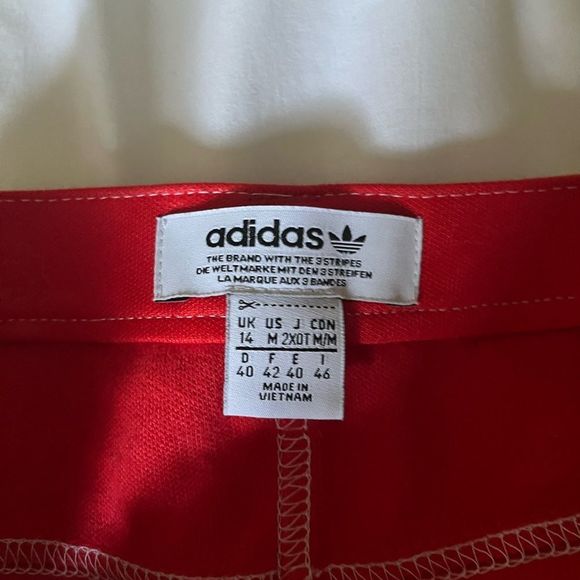 adidas
THE BRAND WITH THE 3 STRIPES
DIE WELTMARKE MIT DEN 3 STREIFEN
LA MARQUE AUX 3 BANDES
UK US J CDN
14 M 2XOT M/M
D F E I
40 42 40 46
MADE IN
VIETNAM